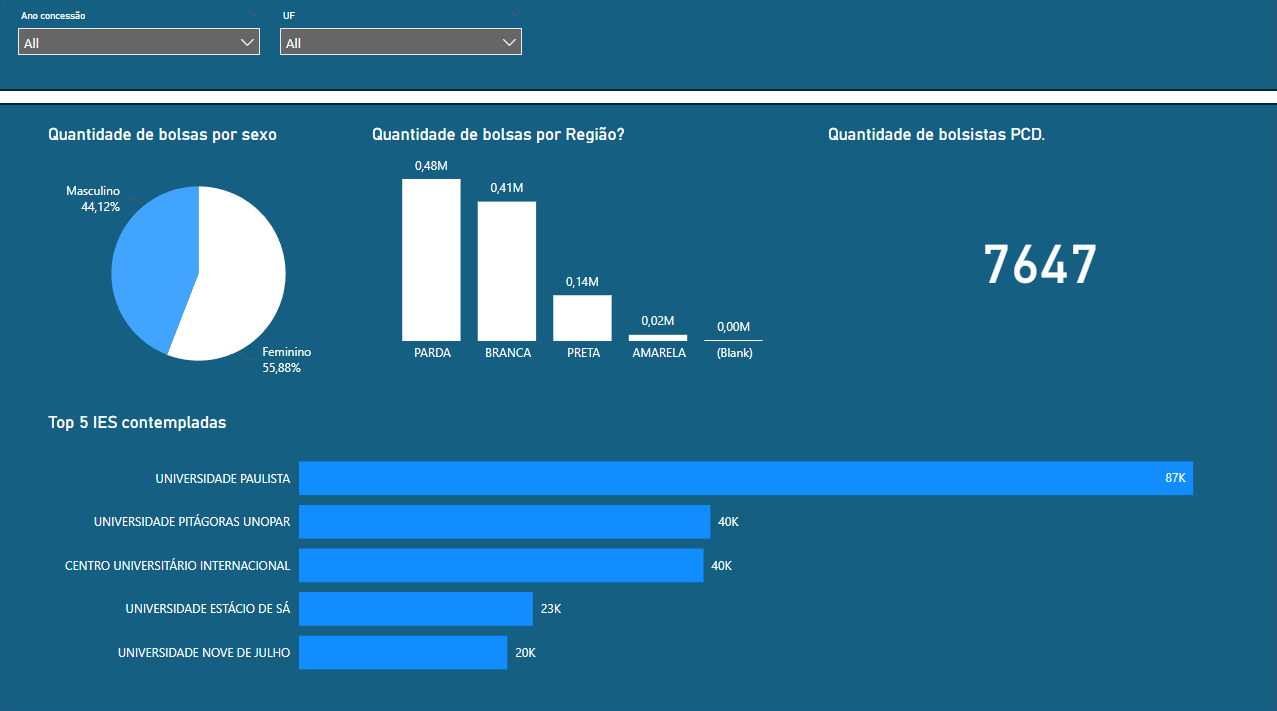 Ano concessão
All
UF
All
Quantidade de bolsas por sexo
Masculino
44,12%
Feminino
55,88%
Quantidade de bolsas por Região?
0,48M
0,41M
0,14M
0,02M
0,00M
PARDA
BRANCA
PRETA
AMARELA
(Blank)
Quantidade de bolsistas PCD.
7647
Top 5 IES contempladas
UNIVERSIDADE PAULISTA
87K
UNIVERSIDADE PITÁGORAS UNOPAR
40K
CENTRO UNIVERSITÁRIO INTERNACIONAL
40K
UNIVERSIDADE ESTÁCIO DE SÁ
23K
UNIVERSIDADE NOVE DE JULHO
20K